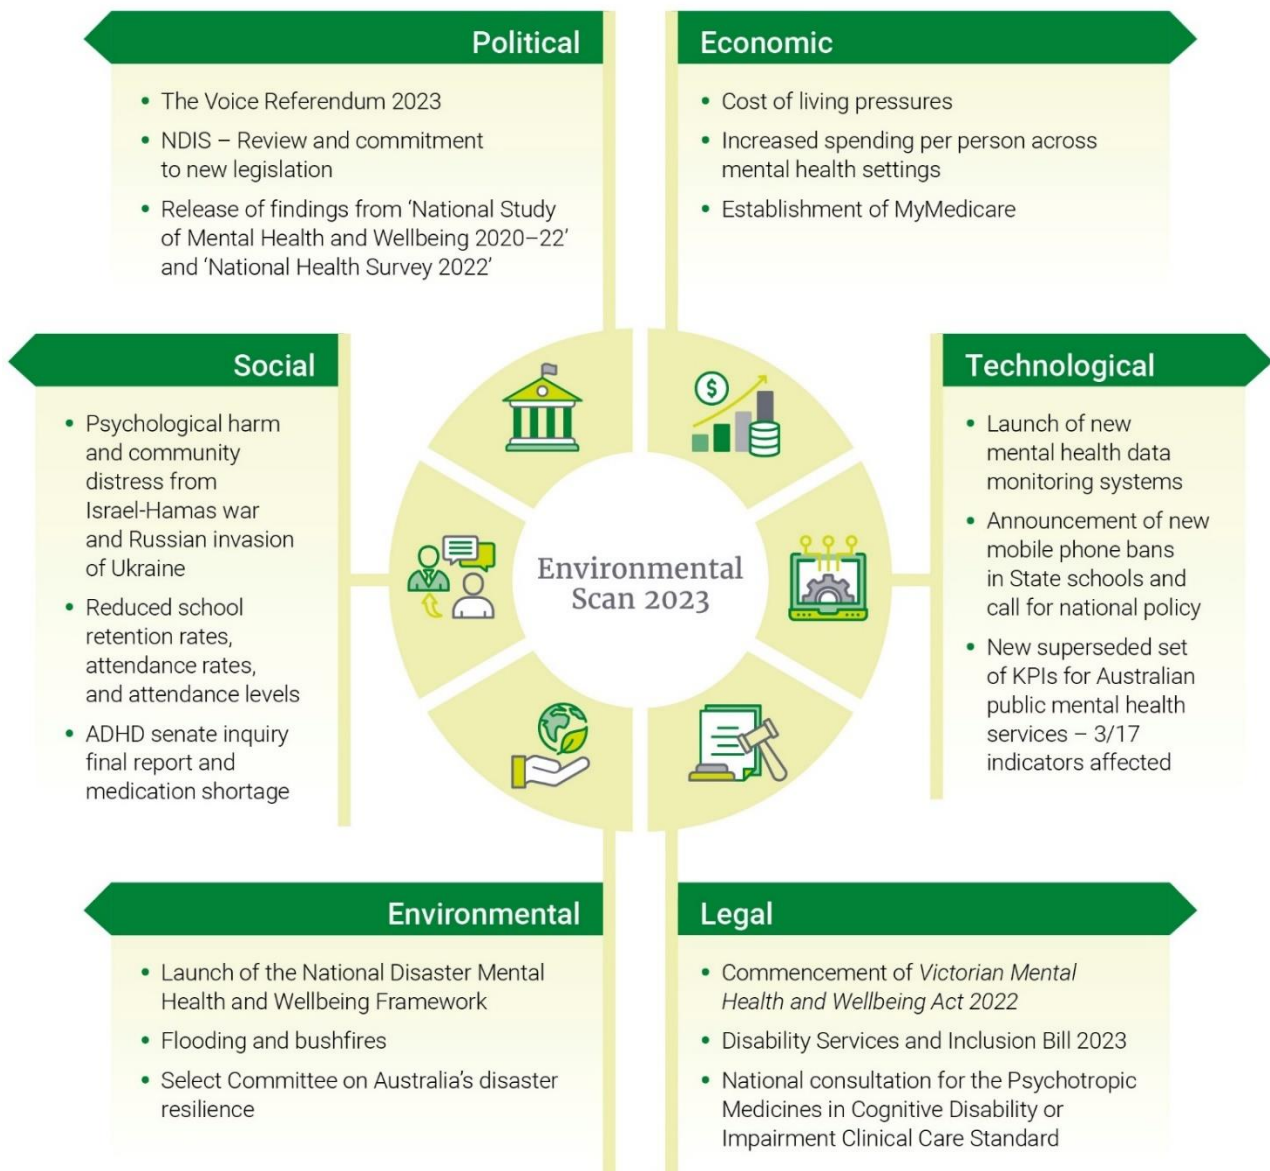 Political
• The Voice Referendum 2023
• NDIS – Review and commitment
to new legislation
• Release of findings from ‘National Study
of Mental Health and Wellbeing 2020–22’
and ‘National Health Survey 2022’
Economic
• Cost of living pressures
• Increased spending per person across
mental health settings
• Establishment of MyMedicare
Social
• Psychological harm
and community
distress from
Israel-Hamas war
and Russian invasion
of Ukraine
• Reduced school
retention rates,
attendance rates,
and attendance levels
• ADHD senate inquiry
final report and
medication shortage
$
Environmental
Scan 2023
Technological
• Launch of new
mental health data
monitoring systems
• Announcement of new
mobile phone bans
in State schools and
call for national policy
• New superseded set
of KPIs for Australian
public mental health
services – 3/17
indicators affected
Environmental
• Launch of the National Disaster Mental
Health and Wellbeing Framework
• Flooding and bushfires
• Select Committee on Australia’s disaster
resilience
Legal
• Commencement of Victorian Mental
Health and Wellbeing Act 2022
• Disability Services and Inclusion Bill 2023
• National consultation for the Psychotropic
Medicines in Cognitive Disability or
Impairment Clinical Care Standard